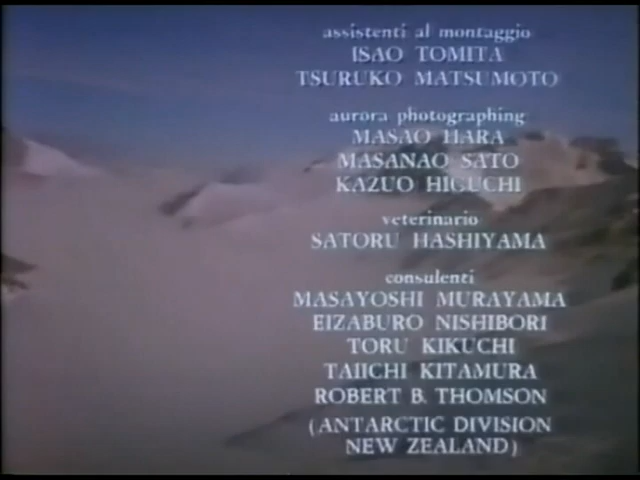 assistenti al montaggio
ISAO TOMITA
TSURUKO MATSUMOTO
aurora photographing
MASAO HARA
MASANAO SATO
KAZUO HIGUCHI
veterinario
SATORU HASHIYAMA
consulenti
MASAYOSHI MURAYAMA
EIZABURO NISHIBORI
TORU KIKUCHI
TAIICHI KITAMURA
ROBERT B. THOMSON
(ANTARCTIC DIVISION
NEW ZEALAND)